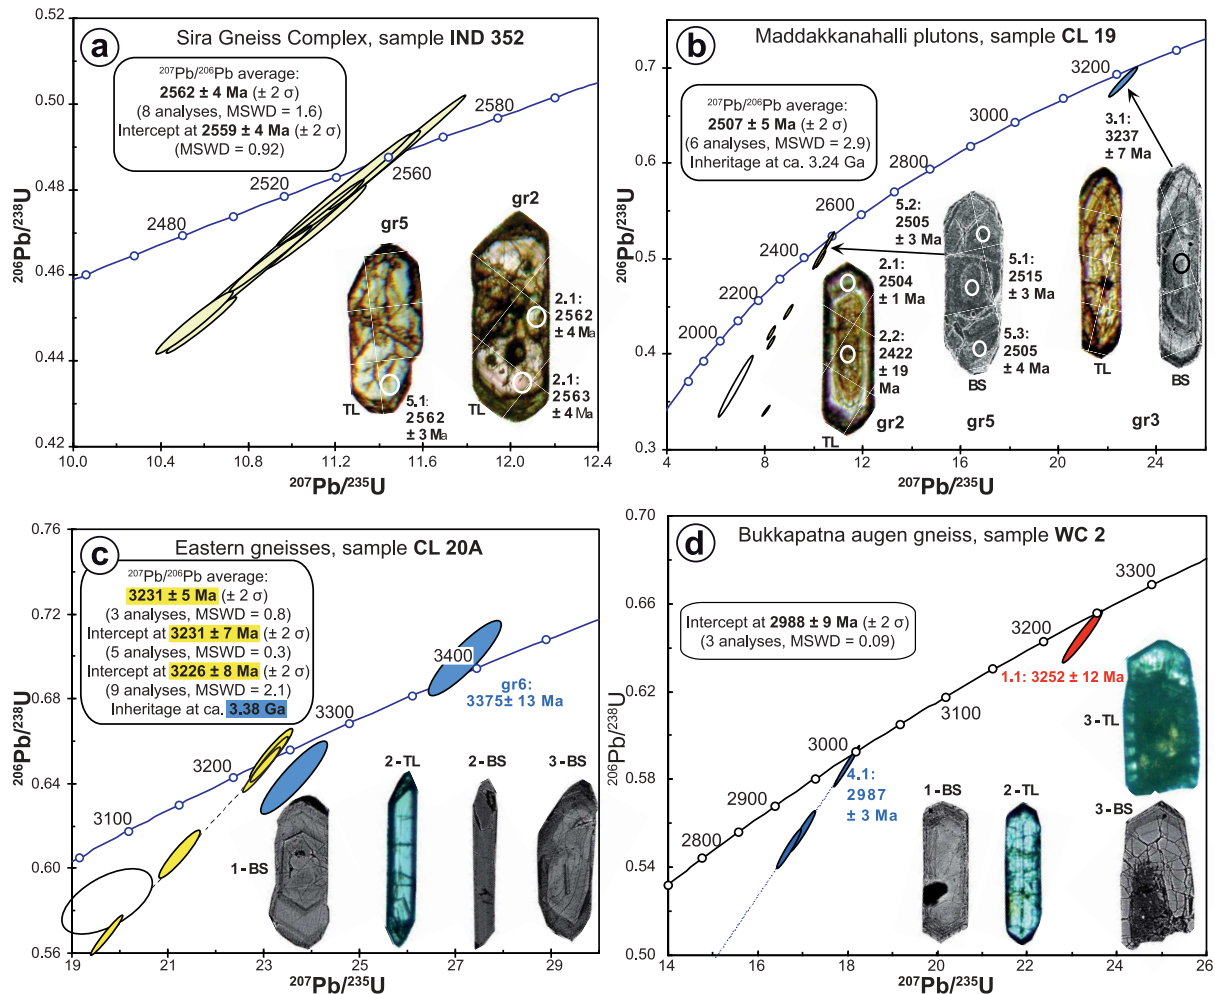 a
Sira Gneiss Complex, sample IND 352
207Pb/206Pb average:
2562 ± 4 Ma (± 2 σ)
(8 analyses, MSWD = 1.6)
Intercept at 2559 ± 4 Ma (± 2 σ)
(MSWD = 0.92)
0.52
0.50
0.48
0.46
0.44
0.42
206Pb/238U
2480
2520
2560
2580
gr5
gr2
2.1:
2562
± 4 Ma
2.1:
2563
± 4 Ma
5.1:
2562
± 3 Ma
TL
TL
10.0
10.4
10.8
11.2
11.6
12.0
12.4
207Pb/235U
b
Maddakkanahalli plutons, sample CL 19
207Pb/206Pb average:
2507 ± 5 Ma (± 2 σ)
(6 analyses, MSWD = 2.9)
Inheritance at ca. 3.24 Ga
0.7
0.6
0.5
0.4
0.3
206Pb/238U
2000
2200
2400
2600
2800
3000
3200
3.1:
3237
± 7 Ma
5.2:
2505
± 3 Ma
5.1:
2515
± 3 Ma
5.3:
2505
± 4 Ma
2.1:
2504
± 1 Ma
2.2:
2422
± 19
Ma
TL
gr2
BS
gr5
TL
BS
gr3
4
8
12
16
20
24
207Pb/235U
c
Eastern gneisses, sample CL 20A
207Pb/206Pb average:
3231 ± 5 Ma (± 2 σ)
(3 analyses, MSWD = 0.8)
Intercept at 3231 ± 7 Ma (± 2 σ)
(5 analyses, MSWD = 0.3)
Intercept at 3226 ± 8 Ma (± 2 σ)
(9 analyses, MSWD = 2.1)
Inheritage at ca. 3.38 Ga
0.76
0.72
0.68
0.64
0.60
0.56
206Pb/238U
3100
3200
3300
3400
gr6:
3375± 13 Ma
1-BS
2-TL
2-BS
3-BS
19
21
23
25
27
29
207Pb/235U
d
Bukkapatna augen gneiss, sample WC 2
Intercept at 2988 ± 9 Ma (± 2 σ)
(3 analyses, MSWD = 0.09)
0.70
0.66
0.62
0.58
0.54
0.50
206Pb/238U
2800
2900
3000
3100
3200
3300
1.1: 3252 ± 12 Ma
4.1:
2987
± 3 Ma
3-TL
1-BS
2-TL
3-BS
14
16
18
20
22
24
26
207Pb/235U